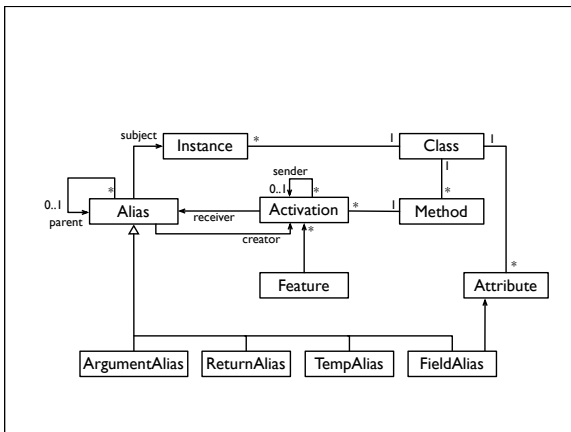 subject
Instance
*
1
Class
1
sender
1
0..1
*
*
0..1
*
parent
Alias
receiver
Activation
*
1
Method
creator
*
Feature
*
Attribute
ArgumentAlias
ReturnAlias
TempAlias
FieldAlias